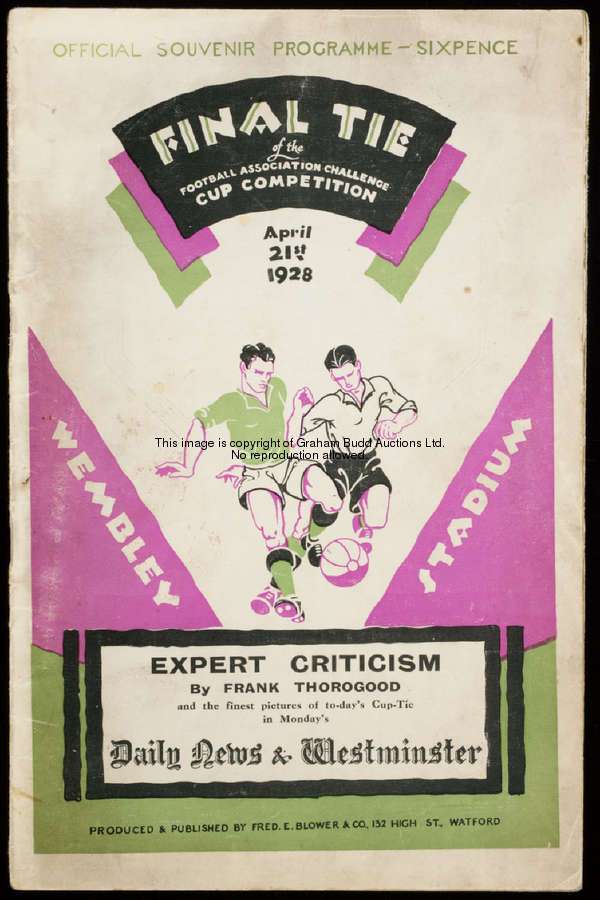 OFFICIAL SOUVENIR PROGRAMME - SIXPENCE
FINAL TIE
of the
FOOTBALL ASSOCIATION CHALLENGE
CUP COMPETITION
April
21st
1928
This image is copyright of Graham Budd Auctions Ltd.
No reproduction allowed.
WEMBLEY
STADIUM
EXPERT CRITICISM
By FRANK THOROGOOD
and the finest pictures of to-day's Cup-Tie
in Monday's
Daily News & Westminster
PRODUCED & PUBLISHED BY FRED. E. BLOWER & CO., 132 HIGH ST., WATFORD